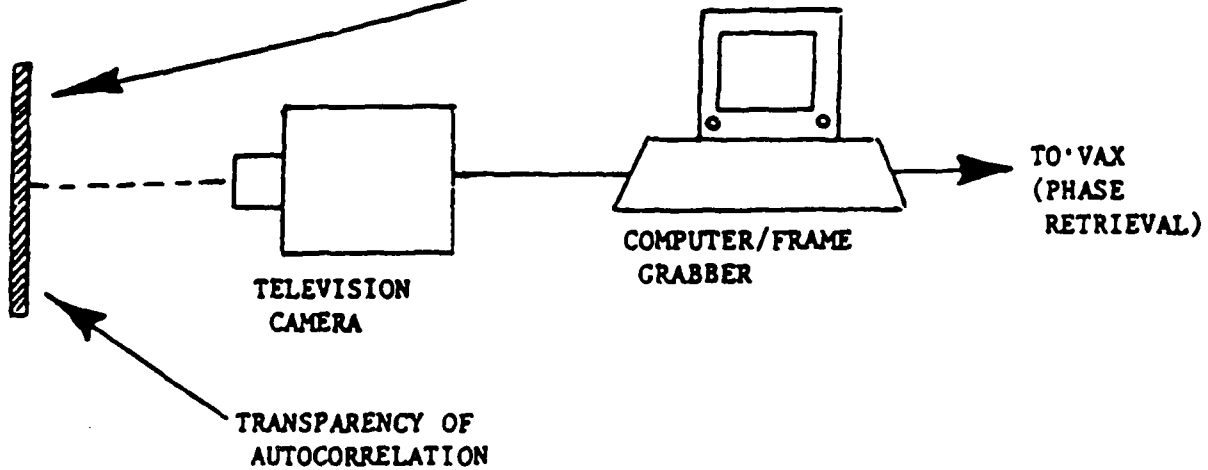 TO VAX
(PHASE
RETRIEVAL)
COMPUTER/FRAME
GRABBER
TELEVISION
CAMERA
TRANSPARENCY OF
AUTOCORRELATION